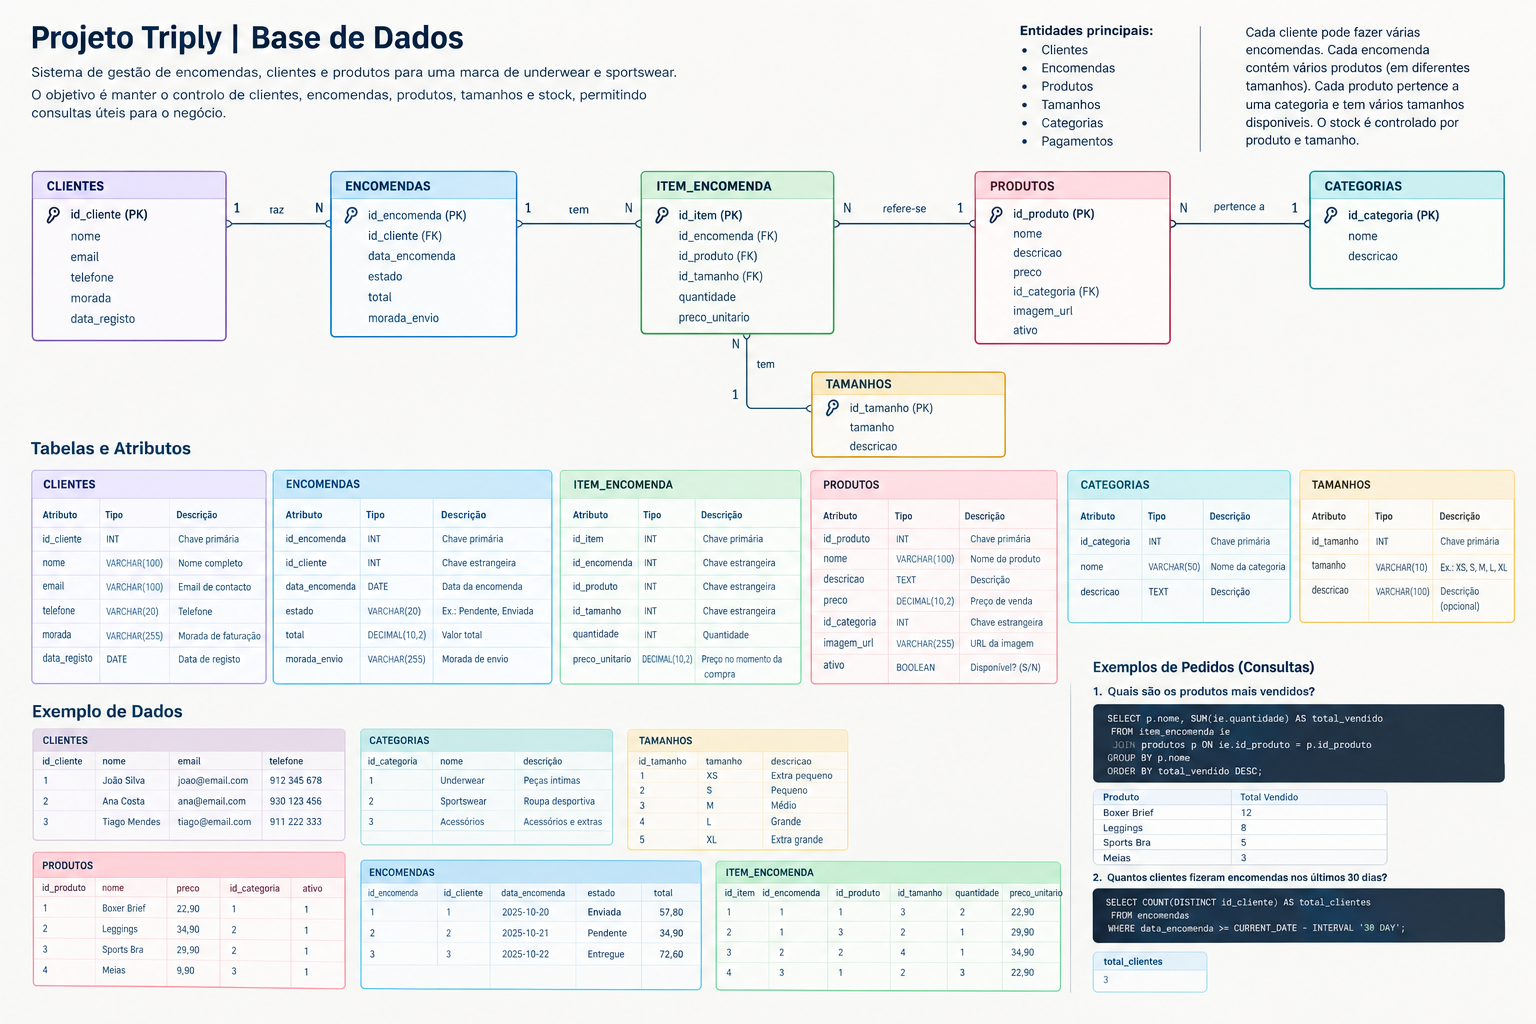 Projeto Triply | Base de Dados
Sistema de gestão de encomendas, clientes e produtos para uma marca de underwear e sportswear.
O objetivo é manter o controlo de clientes, encomendas, produtos, tamanhos e stock, permitindo
consultas úteis para o negócio.
Entidades principais:
• Clientes
• Encomendas
• Produtos
• Tamanhos
• Categorias
• Pagamentos
Cada cliente pode fazer várias
encomendas. Cada encomenda
contém vários produtos (em diferentes
tamanhos). Cada produto pertence a
uma categoria e tem vários tamanhos
disponiveis. O stock é controlado por
produto e tamanho.
CLIENTES
id_cliente (PK)
nome
email
telefone
morada
data_registo
1 raz N
ENCOMENDAS
id_encomenda (PK)
id_cliente (FK)
data_encomenda
estado
total
morada_envio
1 tem N
ITEM_ENCOMENDA
id_item (PK)
id_encomenda (FK)
id_produto (FK)
id_tamanho (FK)
quantidade
preco_unitario
N refere-se 1
PRODUTOS
id_produto (PK)
nome
descricao
preco
id_categoria (FK)
imagem_url
ativo
N pertence a 1
CATEGORIAS
id_categoria (PK)
nome
descricao
N
tem
1
TAMANHOS
id_tamanho (PK)
tamanho
descricao
Tabelas e Atributos
CLIENTES
Atributo Tipo Descrição
id_cliente INT Chave primária
nome VARCHAR(100) Nome completo
email VARCHAR(100) Email de contacto
telefone VARCHAR(20) Telefone
morada VARCHAR(255) Morada de faturação
data_registo DATE Data de registo
ENCOMENDAS
Atributo Tipo Descrição
id_encomenda INT Chave primária
id_cliente INT Chave estrangeira
data_encomenda DATE Data da encomenda
estado VARCHAR(20) Ex.: Pendente, Enviada
total DECIMAL(10,2) Valor total
morada_envio VARCHAR(255) Morada de envio
ITEM_ENCOMENDA
Atributo Tipo Descrição
id_item INT Chave primária
id_encomenda INT Chave estrangeira
id_produto INT Chave estrangeira
id_tamanho INT Chave estrangeira
quantidade INT Quantidade
preco_unitario DECIMAL(10,2) Preço no momento da
compra
PRODUTOS
Atributo Tipo Descrição
id_produto INT Chave primária
nome VARCHAR(100) Nome da produto
descricao TEXT Descrição
preco DECIMAL(10,2) Preço de venda
id_categoria INT Chave estrangeira
imagem_url VARCHAR(255) URL da imagem
ativo BOOLEAN Disponível? (S/N)
CATEGORIAS
Atributo Tipo Descrição
id_categoria INT Chave primária
nome VARCHAR(50) Nome da categoria
descricao TEXT Descrição
TAMANHOS
Atributo Tipo Descrição
id_tamanho INT Chave primária
tamanho VARCHAR(10) Ex.: XS, S, M, L, XL
descricao VARCHAR(100) Descrição
(opcional)
Exemplo de Dados
CLIENTES
id_cliente nome email telefone
1 João Silva joao@email.com 912 345 678
2 Ana Costa ana@email.com 930 123 456
3 Tiago Mendes tiago@email.com 911 222 333
CATEGORIAS
id_categoria nome descrição
1 Underwear Peças intimas
2 Sportswear Roupa desportiva
3 Acessórios Acessórios e extras
TAMANHOS
id_tamanho tamanho descricao
1 XS Extra pequeno
2 S Pequeno
3 M Médio
4 L Grande
5 XL Extra grande
PRODUTOS
id_produto nome preco id_categoria ativo
1 Boxer Brief 22,90 1 1
2 Leggings 34,90 2 1
3 Sports Bra 29,90 2 1
4 Meias 9,90 3 1
ENCOMENDAS
id_encomenda id_cliente data_encomenda estado total
1 1 2025-10-20 Enviada 57,80
2 2 2025-10-21 Pendente 34,90
3 3 2025-10-22 Entregue 72,60
ITEM_ENCOMENDA
id_item id_encomenda id_produto id_tamanho quantidade preco_unitario
1 1 1 3 2 22,90
2 1 3 2 1 29,90
3 2 2 4 1 34,90
4 3 1 2 3 22,90
Exemplos de Pedidos (Consultas)
1. Quais são os produtos mais vendidos?
SELECT p.nome, SUM(ie.quantidade) AS total_vendido
FROM item_encomenda ie
JOIN produtos p ON ie.id_produto = p.id_produto
GROUP BY p.nome
ORDER BY total_vendido DESC;
Produto Total Vendido
Boxer Brief 12
Leggings 8
Sports Bra 5
Meias 3
2. Quantos clientes fizeram encomendas nos últimos 30 dias?
SELECT COUNT(DISTINCT id_cliente) AS total_clientes
FROM encomendas
WHERE data_encomenda >= CURRENT_DATE - INTERVAL '30 DAY';
total_clientes
3